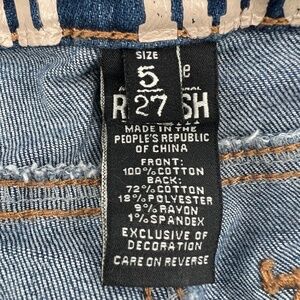 SIZE
5
27
MADE IN THE
PEOPLE'S REPUBLIC
OF CHINA
FRONT:
100% COTTON
BACK:
72% COTTON
18% POLYESTER
9% RAYON
1% SPANDEX
EXCLUSIVE OF
DECORATION
CARE ON REVERSE